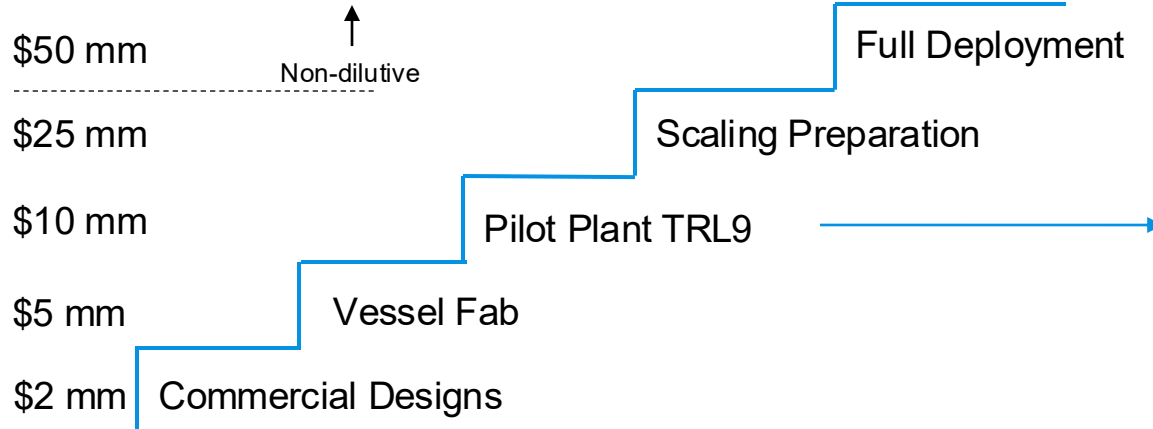 $50 mm
Full Deployment
Non-dilutive
$25 mm
Scaling Preparation
$10 mm
Pilot Plant TRL9
$5 mm
Vessel Fab
$2 mm
Commercial Designs